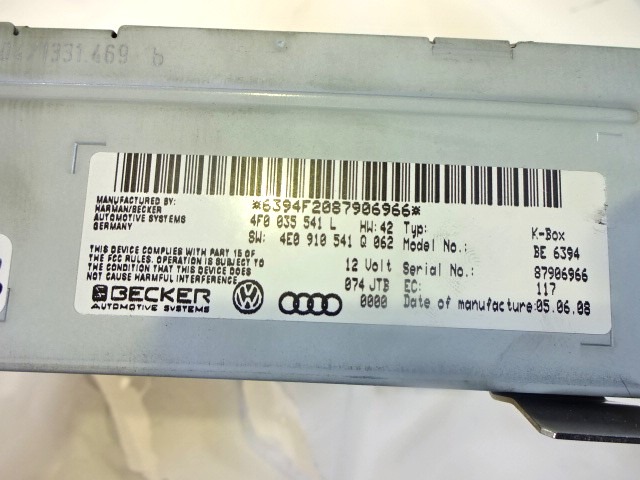 331.469 b
*6394F2087906966*
MANUFACTURED BY:
HARMAN/BECKER
AUTOMOTIVE SYSTEMS
GERMANY
4F0 035 541 L HW: 42 Typ: K-Box
SW: 4E0 910 541 Q 062 Model No.: BE 6394
12 Volt Serial No.: 87906966
074 JTB EC: 117
0000 Date of manufacture: 05.06.08
THIS DEVICE COMPLIES WITH PART 15 OF
THE FCC RULES. OPERATION IS SUBJECT TO
THE CONDITION THAT THIS DEVICE DOES
NOT CAUSE HARMFUL INTERFERENCE.
BECKER
AUTOMOTIVE SYSTEMS